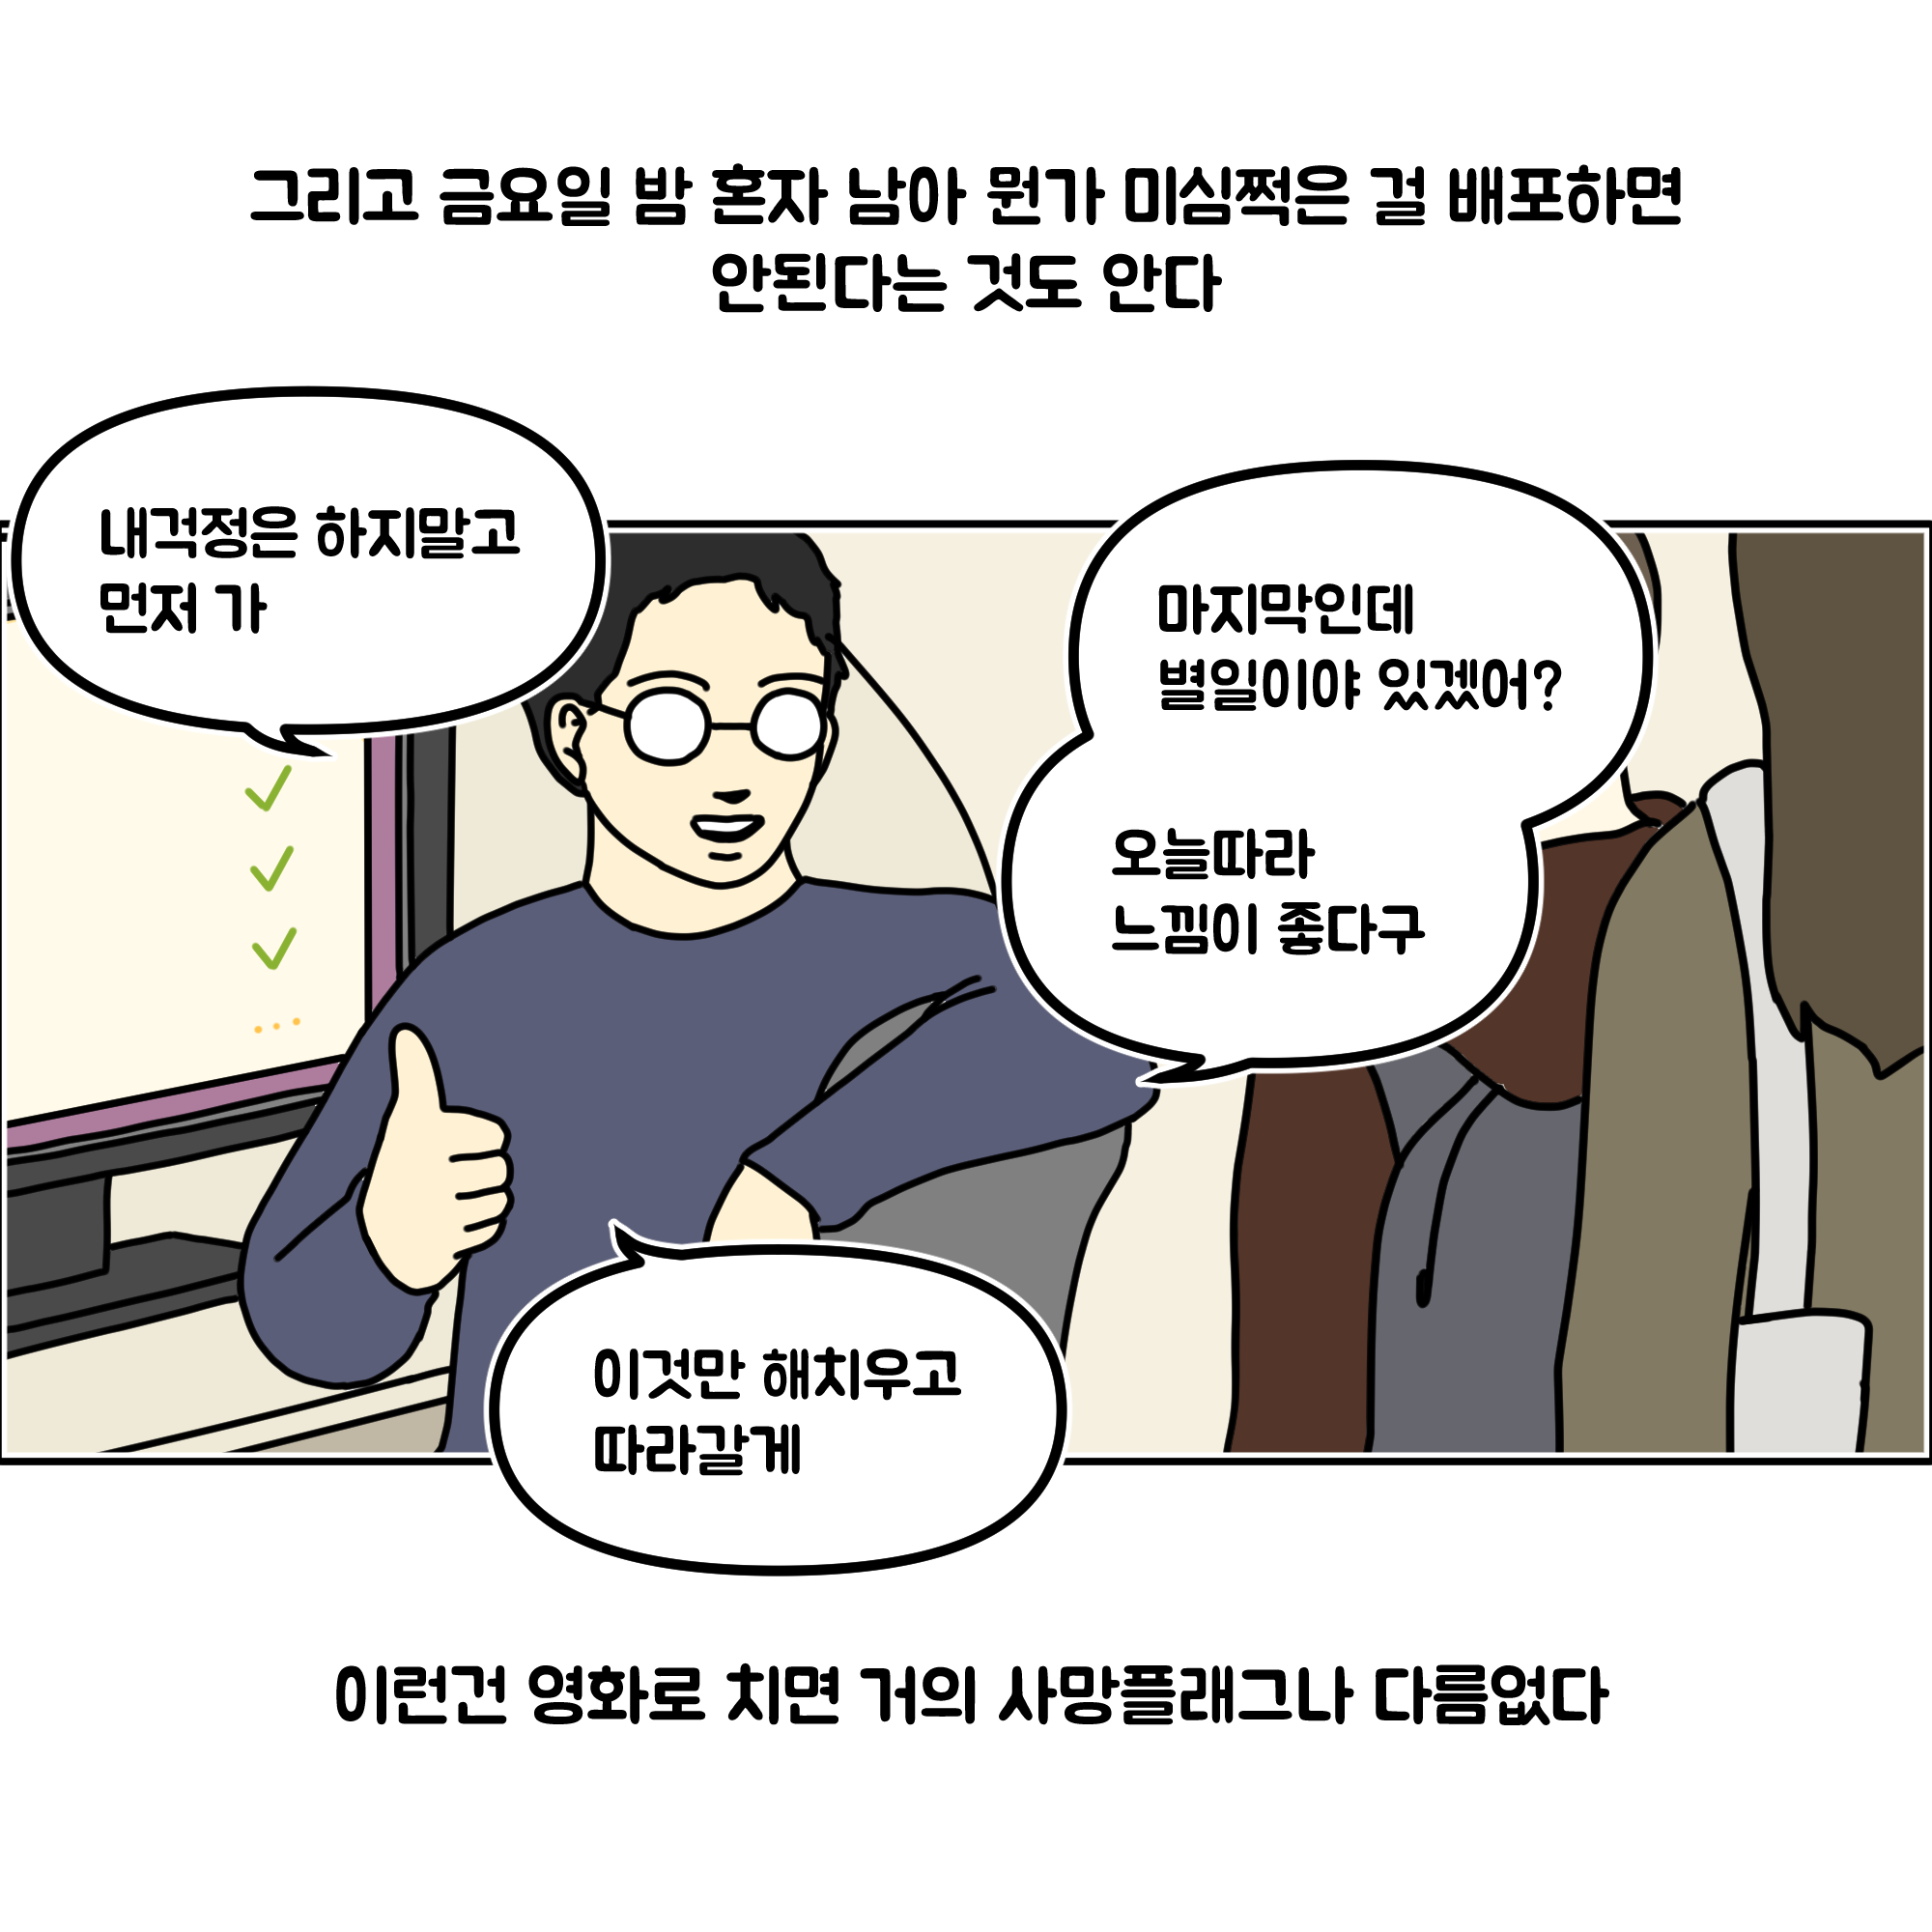 그리고 금요일 밤 혼자 남아 뭔가 미심쩍은 걸 배포하면
안된다는 것도 안다
내걱정은 하지말고
먼저 가
마지막인데
별일이야 있겠어?
오늘따라
느낌이 좋다구
이것만 해치우고
따라갈게
이런건 영화로 치면 거의 사망플래그나 다름없다